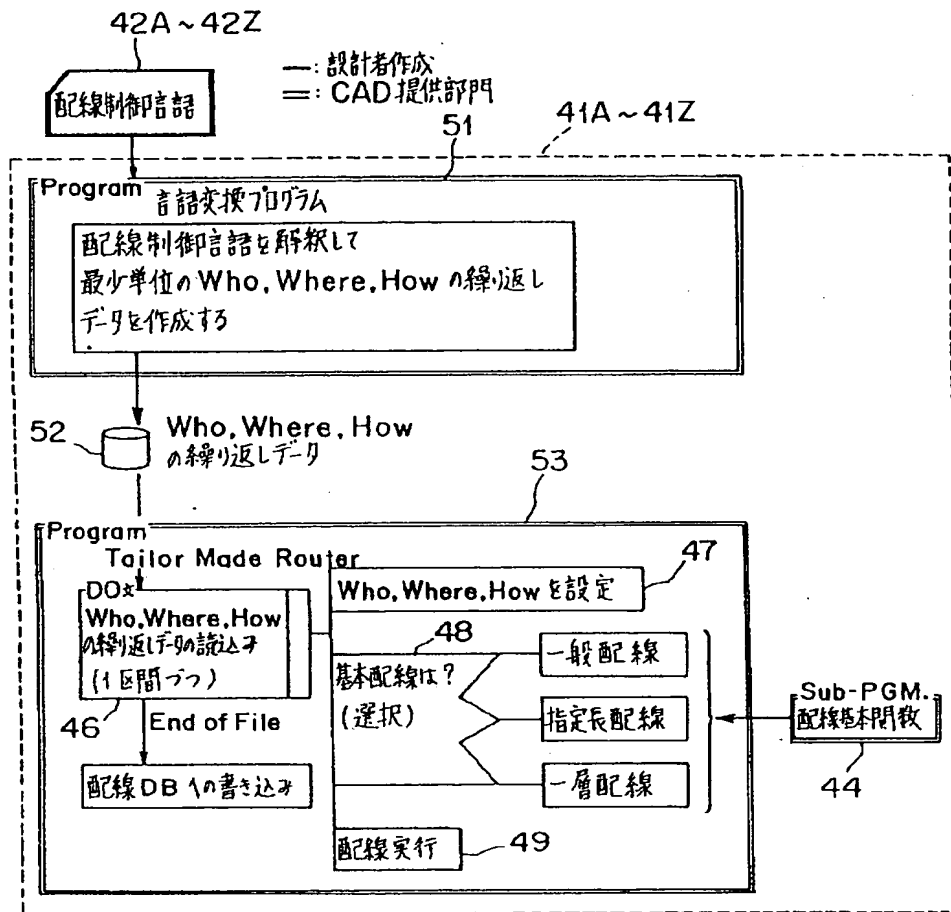 42A~42Z
—: 設計者作成
=: CAD提供部門
配線制御言語
51
41A~41Z
Program
言語変換プログラム
配線制御言語を解釈して
最少単位のWho,Where,Howの繰り返し
データを作成する
52
Who,Where,How
の繰り返しデータ
53
Program
Tailor Made Router
47
DO文
Who,Where,How
の繰り返しデータの読込み
(1区間づつ)
46
Who,Where,Howを設定
48
基本配線は?
(選択)
一般配線
指定長配線
一層配線
Sub-PGM.
配線基本関数
44
End of File
配線DBへの書き込み
配線実行
49